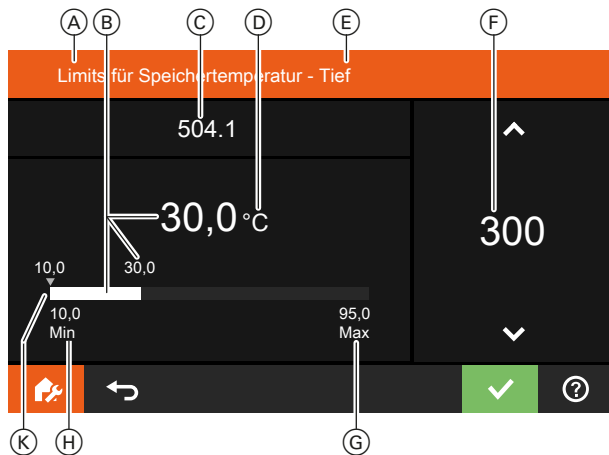 A B C D E F
Limits für Speichertemperatur - Tief
504.1
30,0 °C
300
10,0 30,0
10,0 95,0
Min Max
?
K H G